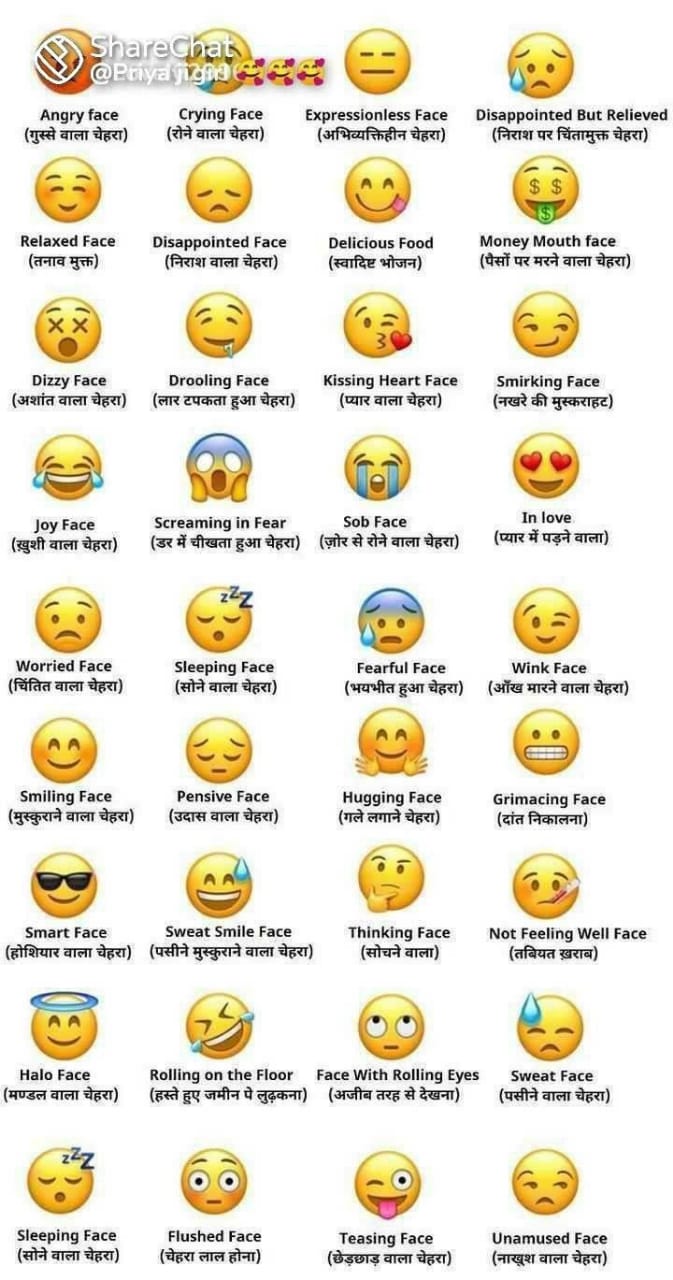 ShareChat
Angry face
(गुस्से वाला चेहरा)
Crying Face
(रोने वाला चेहरा)
Expressionless Face
(अभिव्यक्तिहीन चेहरा)
Disappointed But Relieved
(निराश पर चिंतामुक्त चेहरा)
Relaxed Face
(तनाव मुक्त)
Disappointed Face
(निराश वाला चेहरा)
Delicious Food
(स्वादिष्ट भोजन)
Money Mouth face
(पैसों पर मरने वाला चेहरा)
Dizzy Face
(अशांत वाला चेहरा)
Drooling Face
(लार टपकता हुआ चेहरा)
Kissing Heart Face
(प्यार वाला चेहरा)
Smirking Face
(नखरे की मुस्कराहट)
Joy Face
(ख़ुशी वाला चेहरा)
Screaming in Fear
(डर में चीखता हुआ चेहरा)
Sob Face
(ज़ोर से रोने वाला चेहरा)
In love
(प्यार में पड़ने वाला)
Worried Face
(चिंतित वाला चेहरा)
zzZ
Sleeping Face
(सोने वाला चेहरा)
Fearful Face
(भयभीत हुआ चेहरा)
Wink Face
(आँख मारने वाला चेहरा)
Smiling Face
(मुस्कुराने वाला चेहरा)
Pensive Face
(उदास वाला चेहरा)
Hugging Face
(गले लगाने चेहरा)
Grimacing Face
(दांत निकालना)
Smart Face
(होशियार वाला चेहरा)
Sweat Smile Face
(पसीने मुस्कुराने वाला चेहरा)
Thinking Face
(सोचने वाला)
Not Feeling Well Face
(तबियत ख़राब)
Halo Face
(मण्डल वाला चेहरा)
Rolling on the Floor
(हस्ते हुए जमीन पे लुढ़कना)
Face With Rolling Eyes
(अजीब तरह से देखना)
Sweat Face
(पसीने वाला चेहरा)
zzZ
Sleeping Face
(सोने वाला चेहरा)
Flushed Face
(चेहरा लाल होना)
Teasing Face
(छेड़छाड़ वाला चेहरा)
Unamused Face
(नाखुश वाला चेहरा)